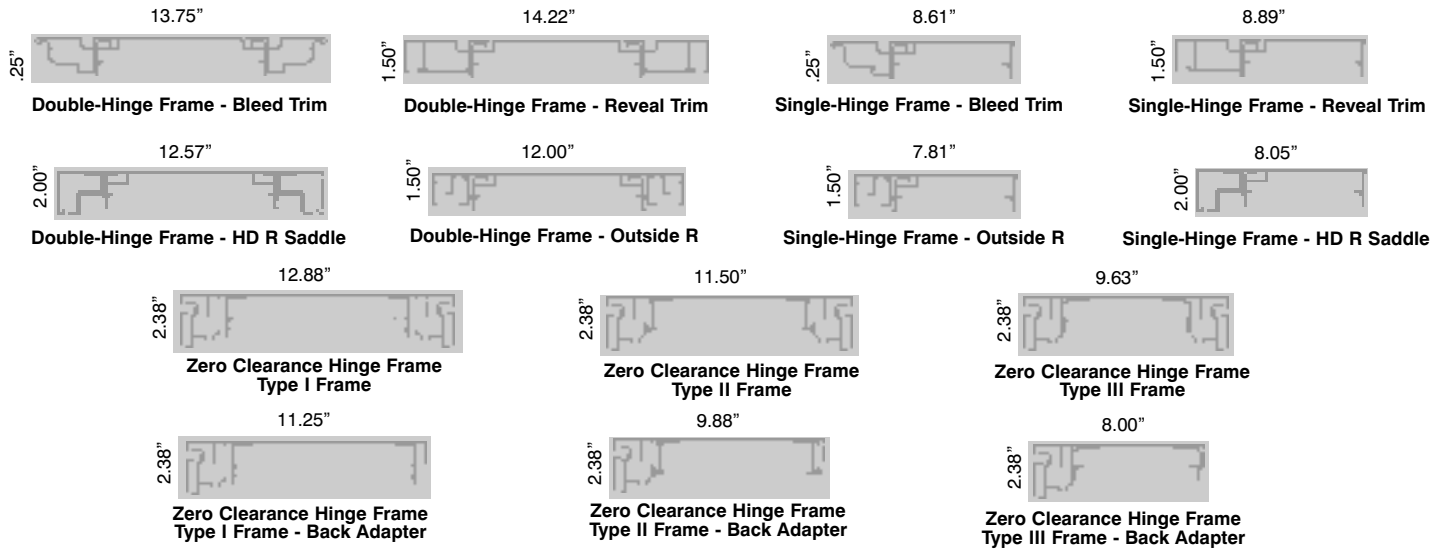 13.75”
.25”
Double-Hinge Frame - Bleed Trim
14.22”
1.50”
Double-Hinge Frame - Reveal Trim
8.61”
.25”
Single-Hinge Frame - Bleed Trim
8.89”
1.50”
Single-Hinge Frame - Reveal Trim
12.57”
2.00”
Double-Hinge Frame - HD R Saddle
12.00”
1.50”
Double-Hinge Frame - Outside R
7.81”
1.50”
Single-Hinge Frame - Outside R
8.05”
2.00”
Single-Hinge Frame - HD R Saddle
12.88”
2.38”
Zero Clearance Hinge Frame
Type I Frame
11.50”
2.38”
Zero Clearance Hinge Frame
Type II Frame
9.63”
2.38”
Zero Clearance Hinge Frame
Type III Frame
11.25”
2.38”
Zero Clearance Hinge Frame
Type I Frame - Back Adapter
9.88”
2.38”
Zero Clearance Hinge Frame
Type II Frame - Back Adapter
8.00”
2.38”
Zero Clearance Hinge Frame
Type III Frame - Back Adapter